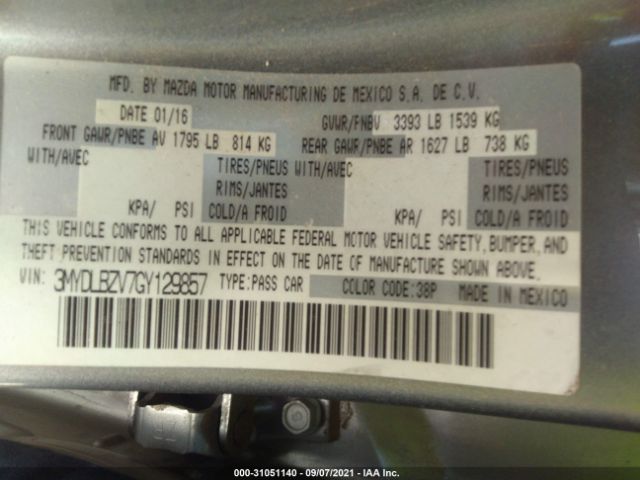 MFD. BY MAZDA MOTOR MANUFACTURING DE MEXICO S.A. DE C.V.
DATE 01/16 GVWR/PNBV 3393 LB 1539 KG
FRONT GAWR/PNBE AV 1795 LB 814 KG REAR GAWR/PNBE AR 1627 LB 738 KG
WITH/AVEC TIRES/PNEUS WITH/AVEC TIRES/PNEUS
RIMS/JANTES RIMS/JANTES
KPA/ PSI COLD/A FROID KPA/ PSI COLD/A FROID
THIS VEHICLE CONFORMS TO ALL APPLICABLE FEDERAL MOTOR VEHICLE SAFETY, BUMPER, AND
THEFT PREVENTION STANDARDS IN EFFECT ON THE DATE OF MANUFACTURE SHOWN ABOVE.
VIN: 3MYDLBZV7GY129857 TYPE:PASS CAR COLOR CODE:38P MADE IN MEXICO
000-31051140 - 09/07/2021 - IAA Inc.